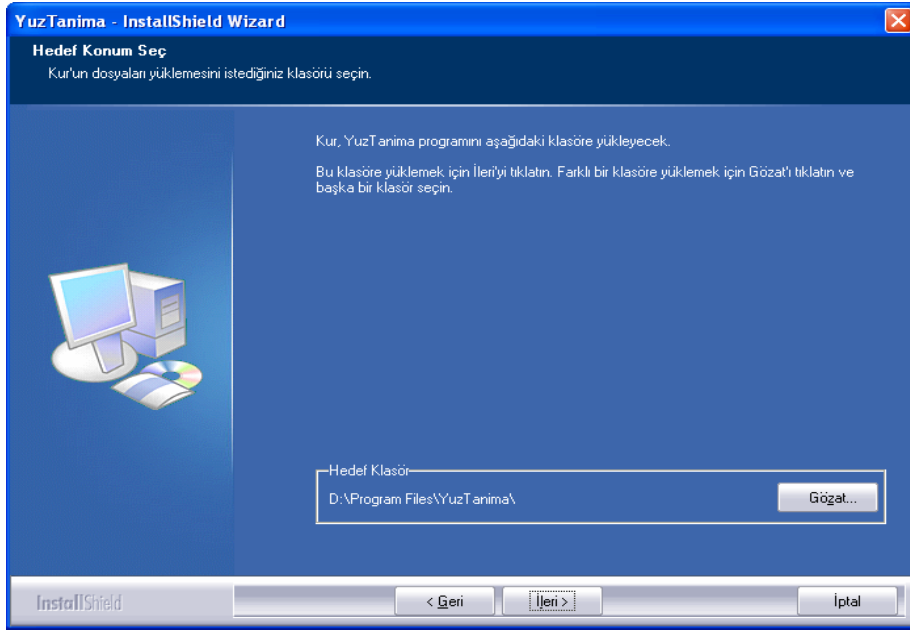 YuzTanima - InstallShield Wizard
Hedef Konum Seç
Kur'un dosyaları yüklemesini istediğiniz klasörü seçin.
Kur, YuzTanima programını aşağıdaki klasöre yükleyecek.
Bu klasöre yüklemek için İleri'yi tıklatın. Farklı bir klasöre yüklemek için Gözat'ı tıklatın ve
başka bir klasör seçin.
Hedef Klasör
D:\Program Files\YuzTanima\
Gözat...
InstallShield
< Geri
İleri >
İptal